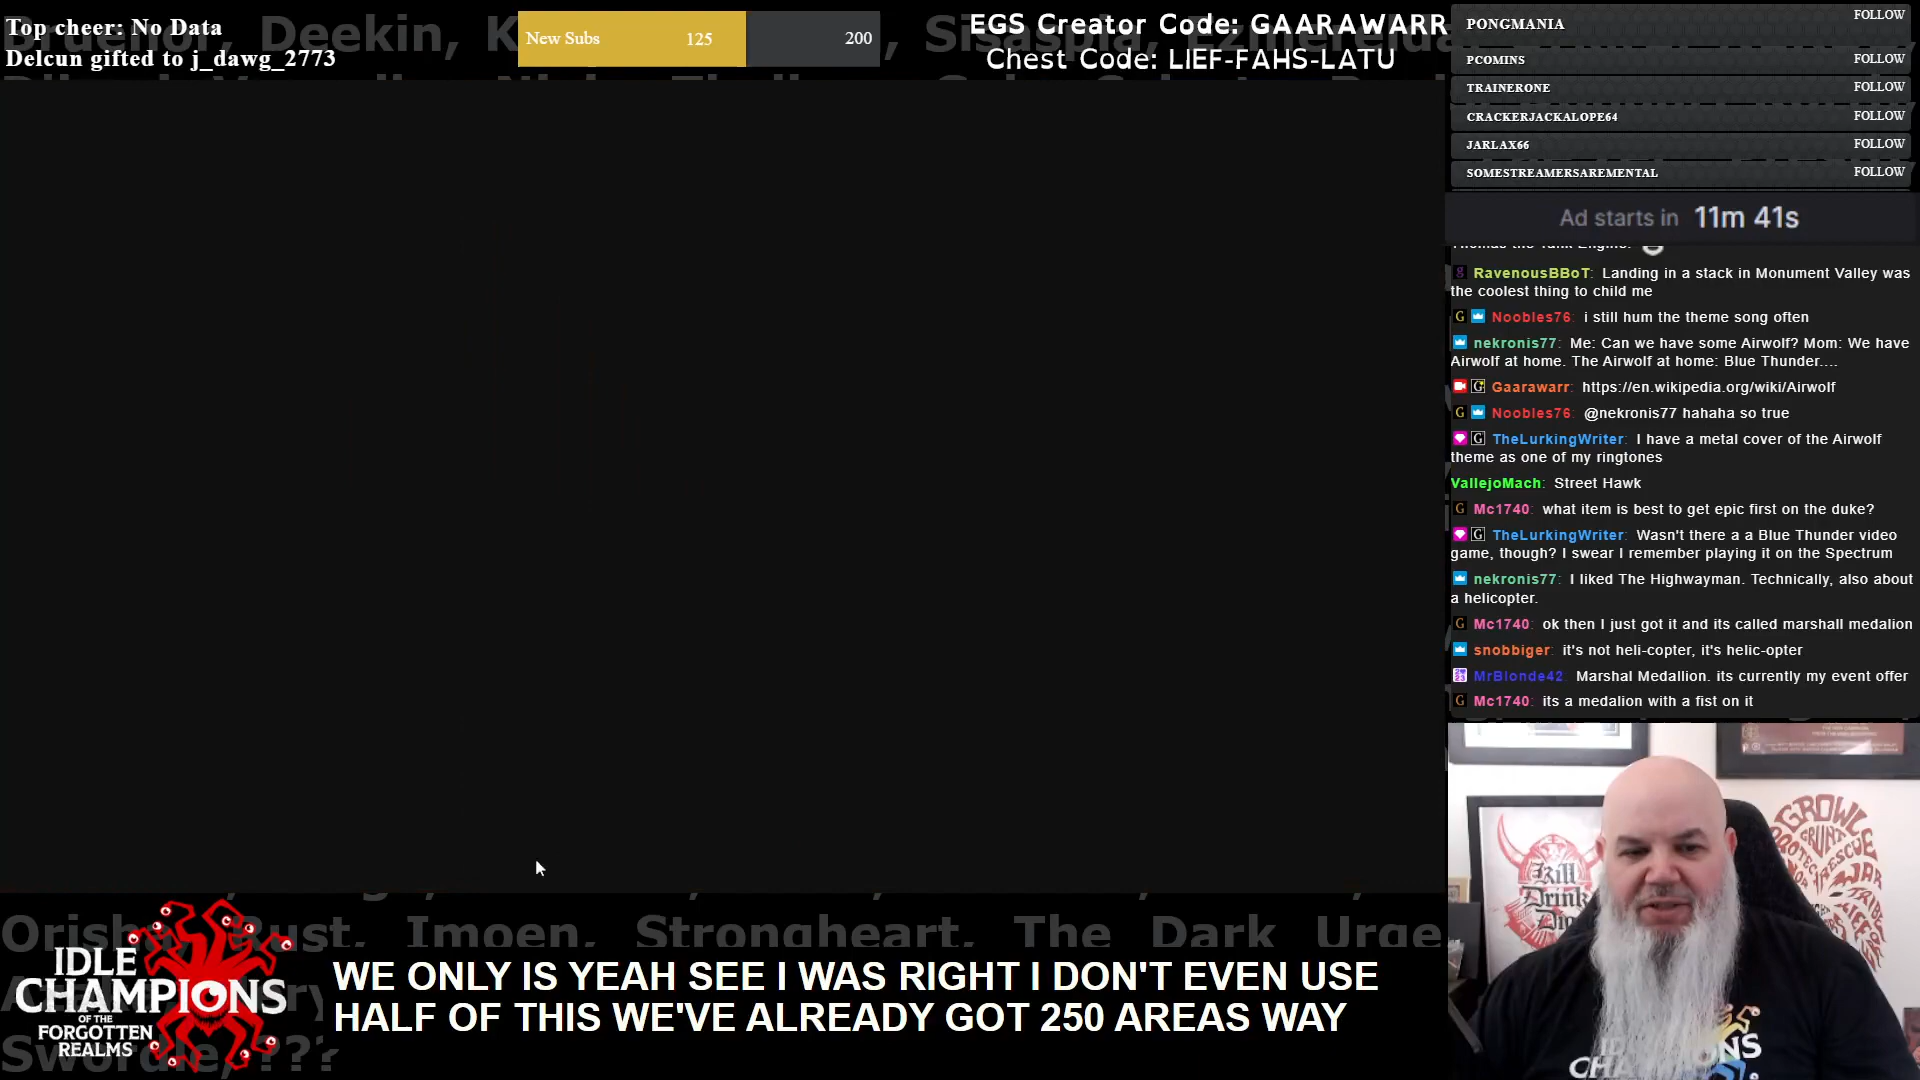 Top cheer: No Data
Delcun gifted to j_dawg_2773
New Subs 125 200
EGS Creator Code: GAARAWARR
Chest Code: LIEF-FAHS-LATU
PONGMANIA FOLLOW
PCOMINS FOLLOW
TRAINERONE FOLLOW
CRACKERJACKALOPE64 FOLLOW
JARLAX66 FOLLOW
SOMESTREAMERSAREMENTAL FOLLOW
Ad starts in 11m 41s
RavenousBBoT: Landing in a stack in Monument Valley was
the coolest thing to child me
Noobles76: i still hum the theme song often
nekronis77: Me: Can we have some Airwolf? Mom: We have
Airwolf at home. The Airwolf at home: Blue Thunder....
Gaarawarr: https://en.wikipedia.org/wiki/Airwolf
Noobles76: @nekronis77 hahaha so true
TheLurkingWriter: I have a metal cover of the Airwolf
theme as one of my ringtones
VallejoMach: Street Hawk
Mc1740: what item is best to get epic first on the duke?
TheLurkingWriter: Wasn't there a a Blue Thunder video
game, though? I swear I remember playing it on the Spectrum
nekronis77: I liked The Highwayman. Technically, also about
a helicopter.
Mc1740: ok then I just got it and its called marshall medalion
snobbiger: it's not heli-copter, it's helic-opter
MrBlonde42: Marshal Medallion. its currently my event offer
Mc1740: its a medalion with a fist on it
Kill
Drink
GROWL
GRUNT
Imoen, Strongheart, The Dark Urge,
IDLE
CHAMPIONS
OF THE
FORGOTTEN
REALMS
WE ONLY IS YEAH SEE I WAS RIGHT I DON'T EVEN USE
HALF OF THIS WE'VE ALREADY GOT 250 AREAS WAY
???